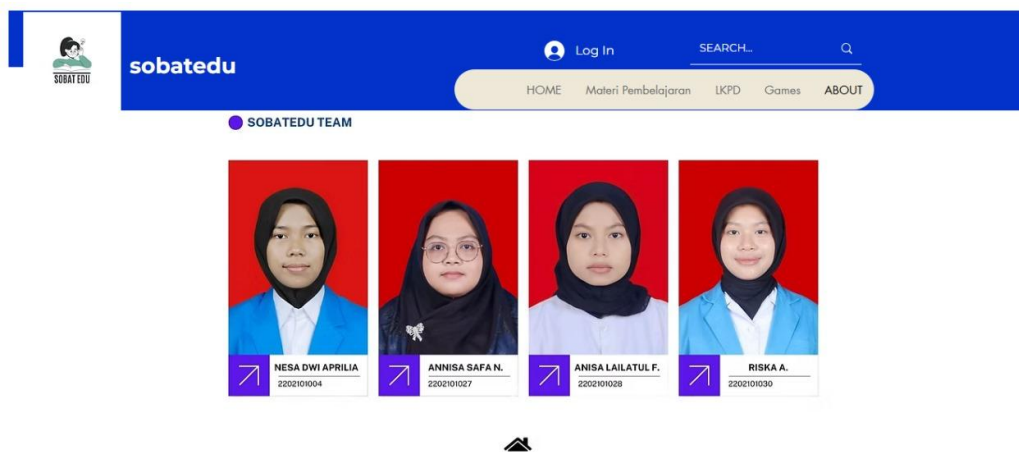 SOBAT EDU
sobatedu
Log In
SEARCH...
HOME Materi Pembelajaran LKPD Games ABOUT
SOBATEDU TEAM
NESA DWI APRILIA
2202101004
ANNISA SAFA N.
2202101027
ANISA LAILATUL F.
2202101028
RISKA A.
2202101030